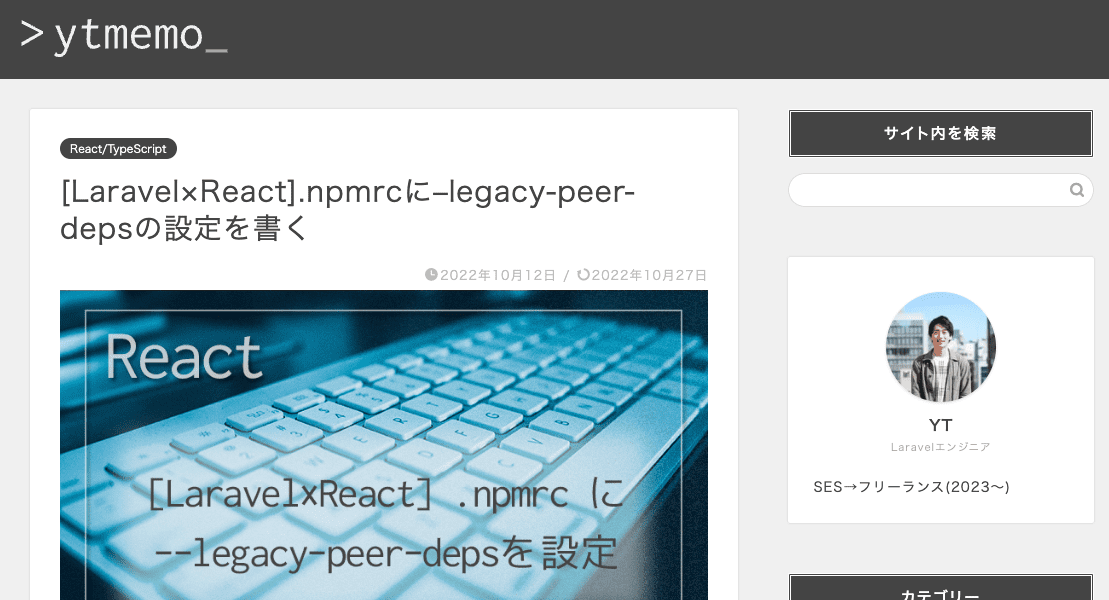 >ytmemo_
React/TypeScript
[Laravel×React].npmrcに–legacy-peer-
depsの設定を書く
2022年10月12日 / 2022年10月27日
React
[LaravelxReact] .npmrc に
--legacy-peer-depsを設定
サイト内を検索
YT
Laravelエンジニア
SES→フリーランス(2023〜)
カテゴリー